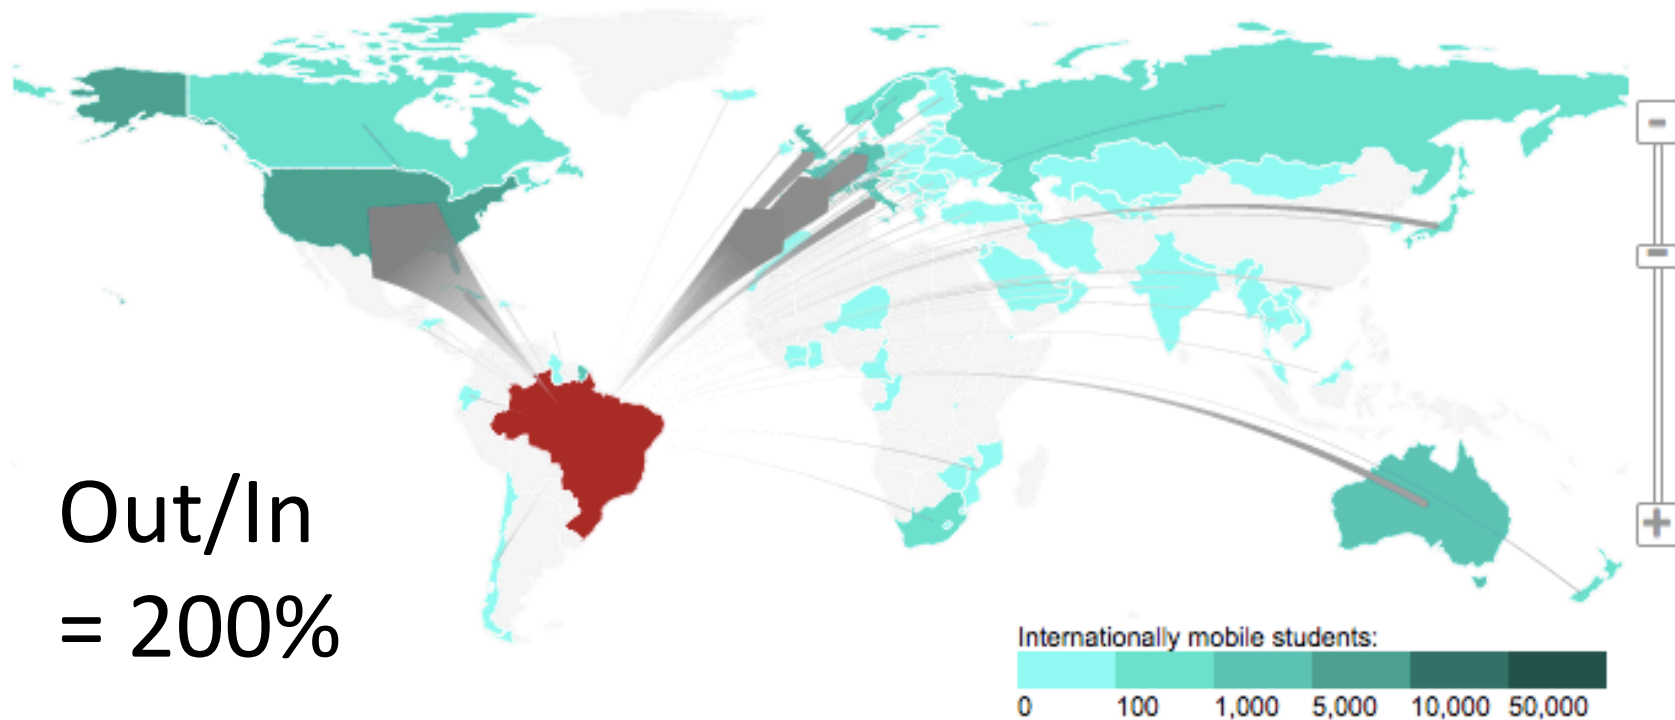 Out/In
= 200%
Internationally mobile students:
0 100 1,000 5,000 10,000 50,000